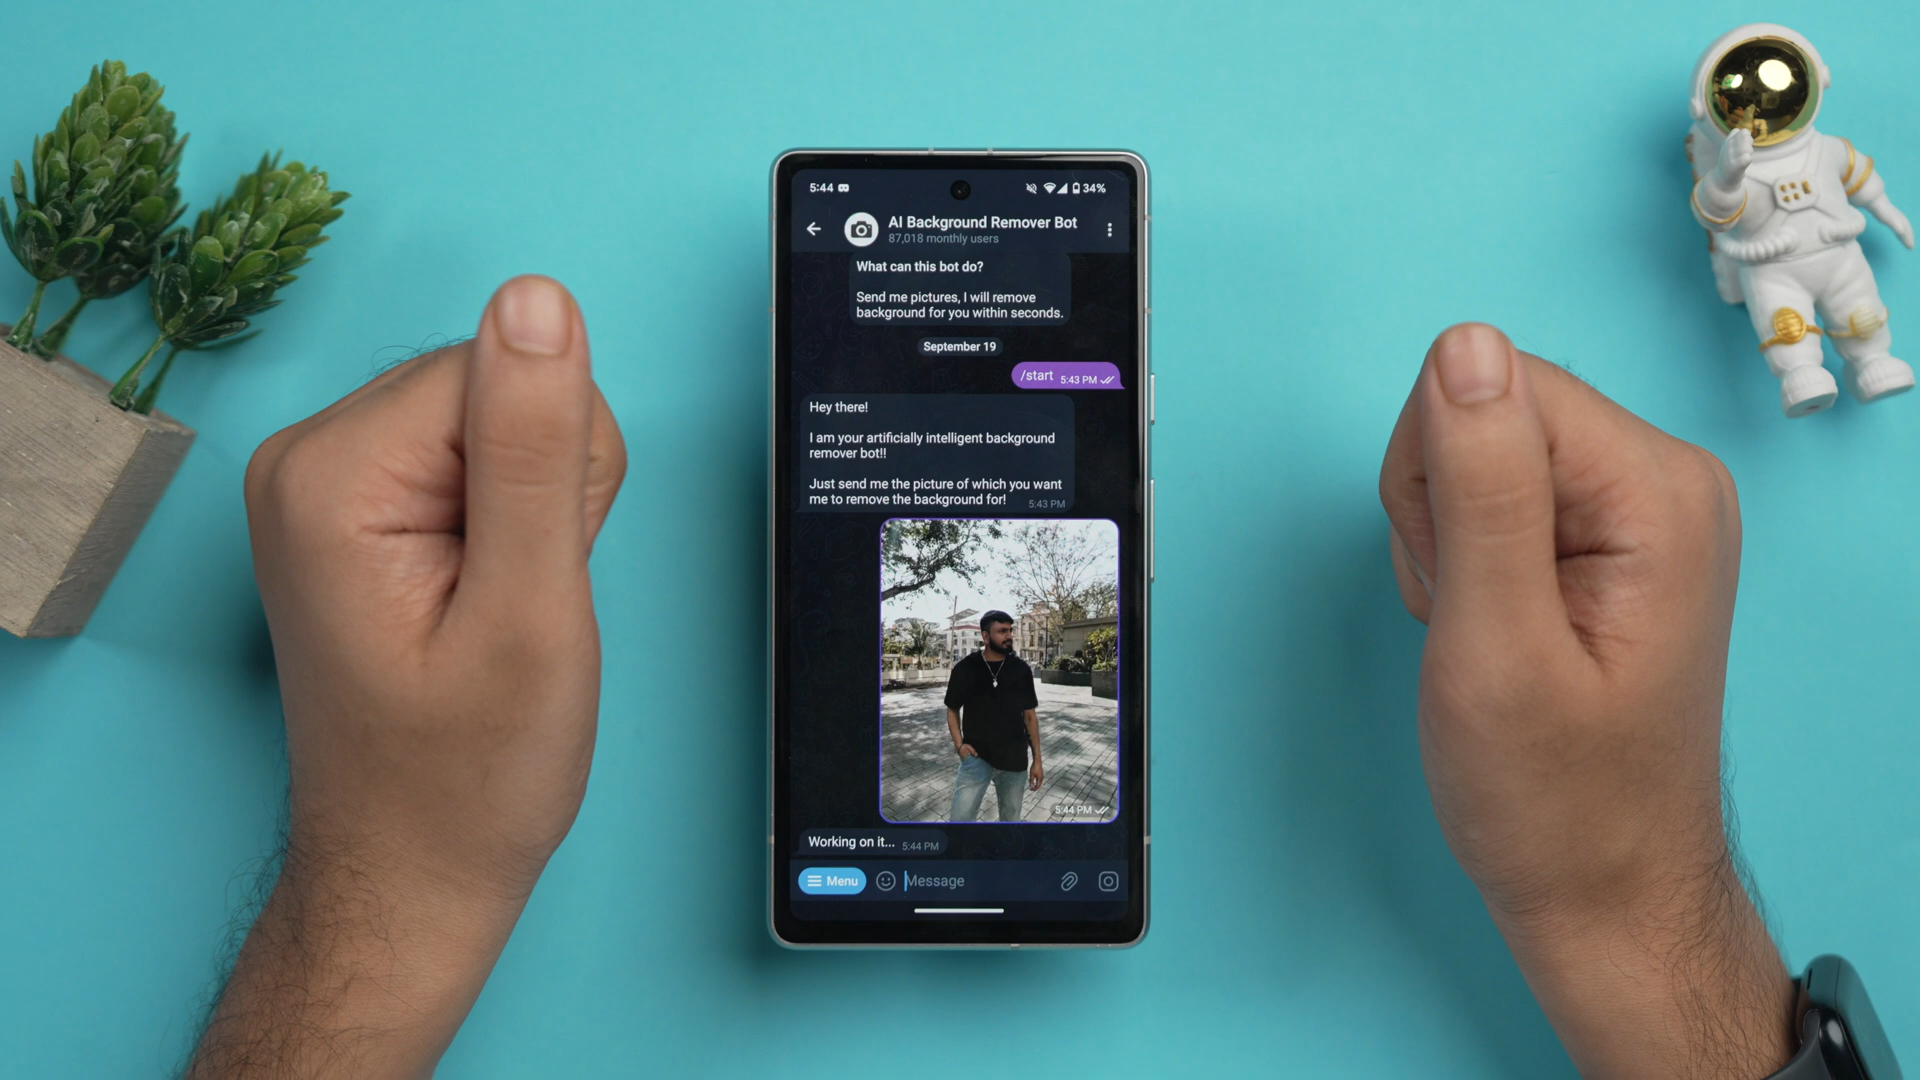 5:44
34%
AI Background Remover Bot
87,018 monthly users
What can this bot do?
Send me pictures, I will remove
background for you within seconds.
September 19
/start 5:43 PM
Hey there!
I am your artificially intelligent background
remover bot!!
Just send me the picture of which you want
me to remove the background for!
5:43 PM
5:44 PM
Working on it... 5:44 PM
Menu
Message